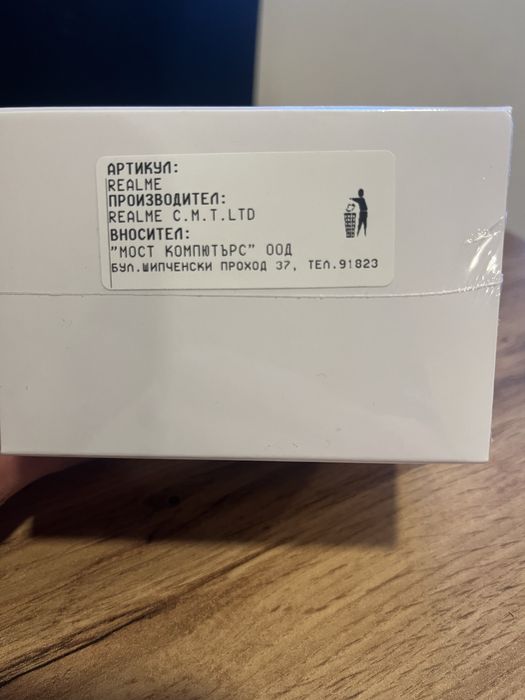 АРТИКУЛ:
REALME
ПРОИЗВОДИТЕЛ:
REALME C.M.T.LTD
ВНОСИТЕЛ:
"МОСТ КОМПЮТЪРС" ООД
БУЛ.ШИПЧЕНСКИ ПРОХОД 37, ТЕЛ.91823